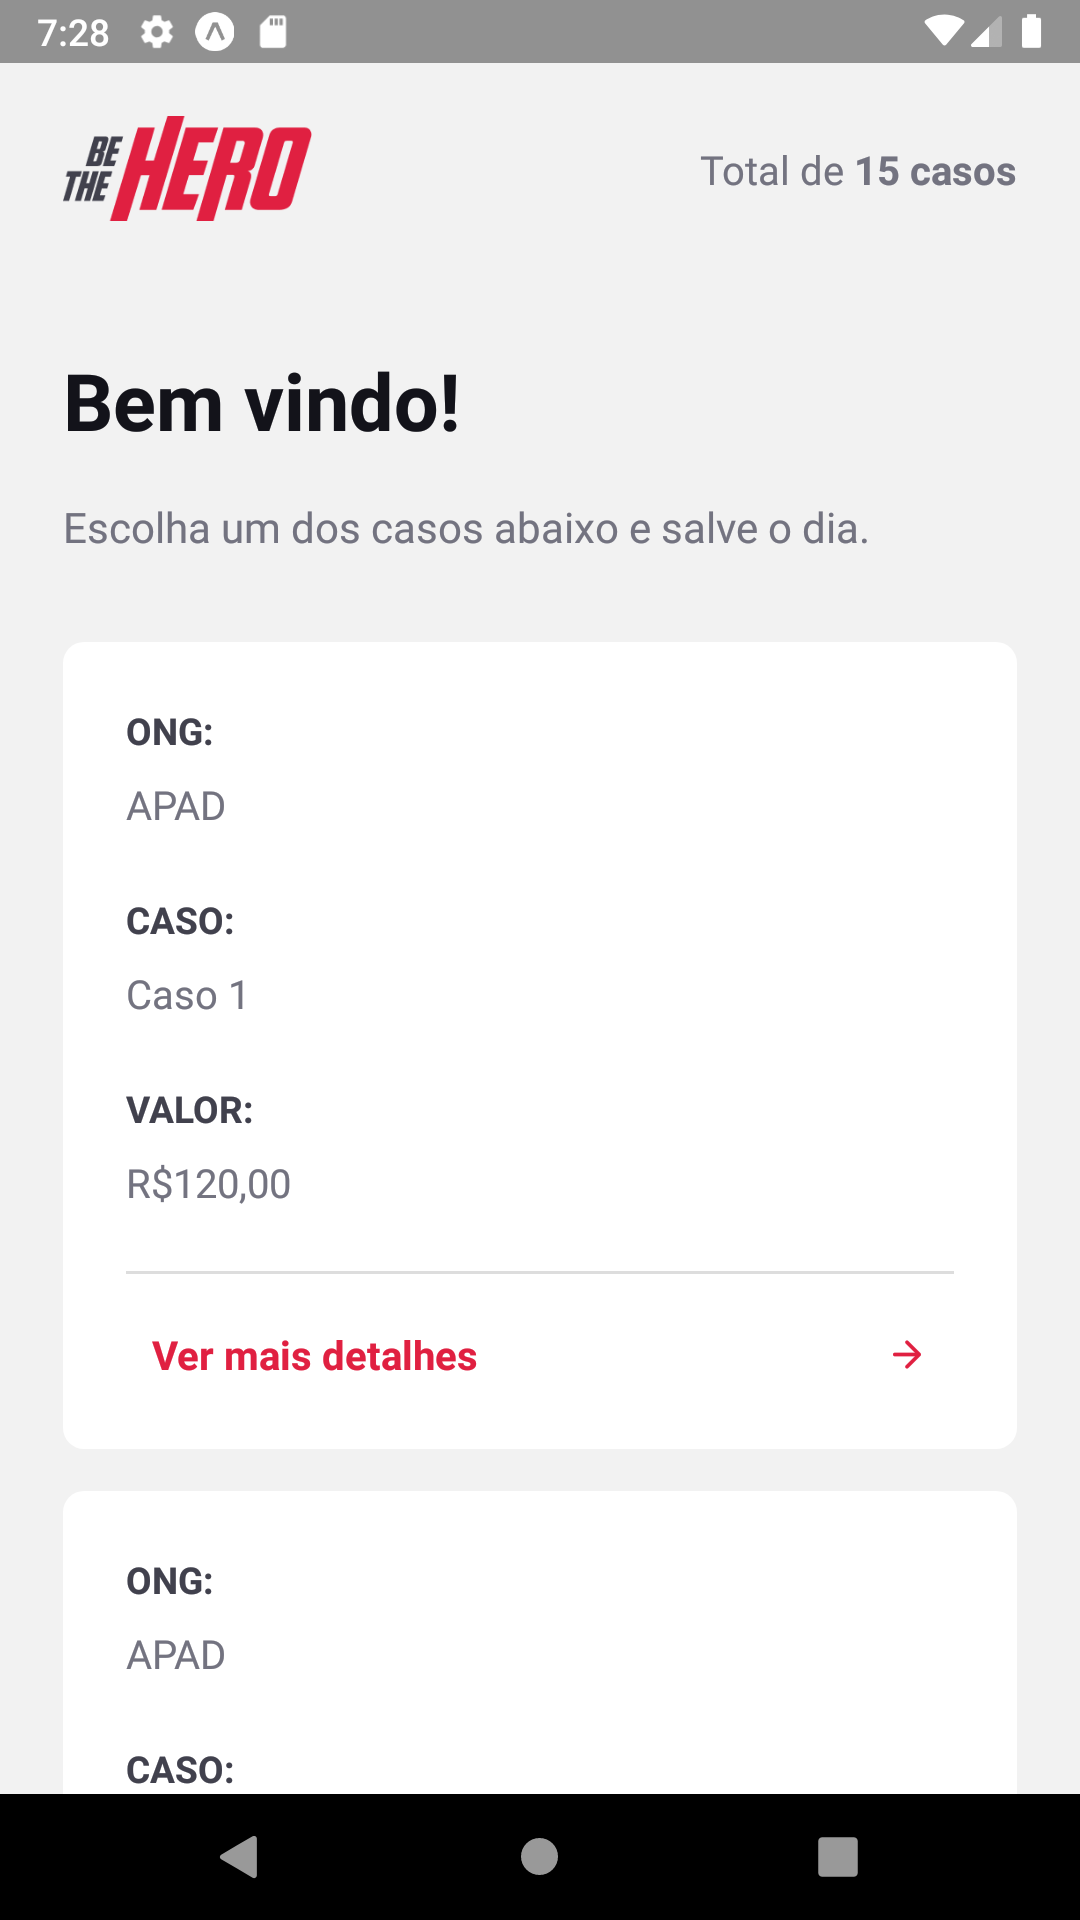 7:28
BE THE HERO
Total de 15 casos
Bem vindo!
Escolha um dos casos abaixo e salve o dia.
ONG:
APAD
CASO:
Caso 1
VALOR:
R$120,00
Ver mais detalhes
ONG:
APAD
CASO: